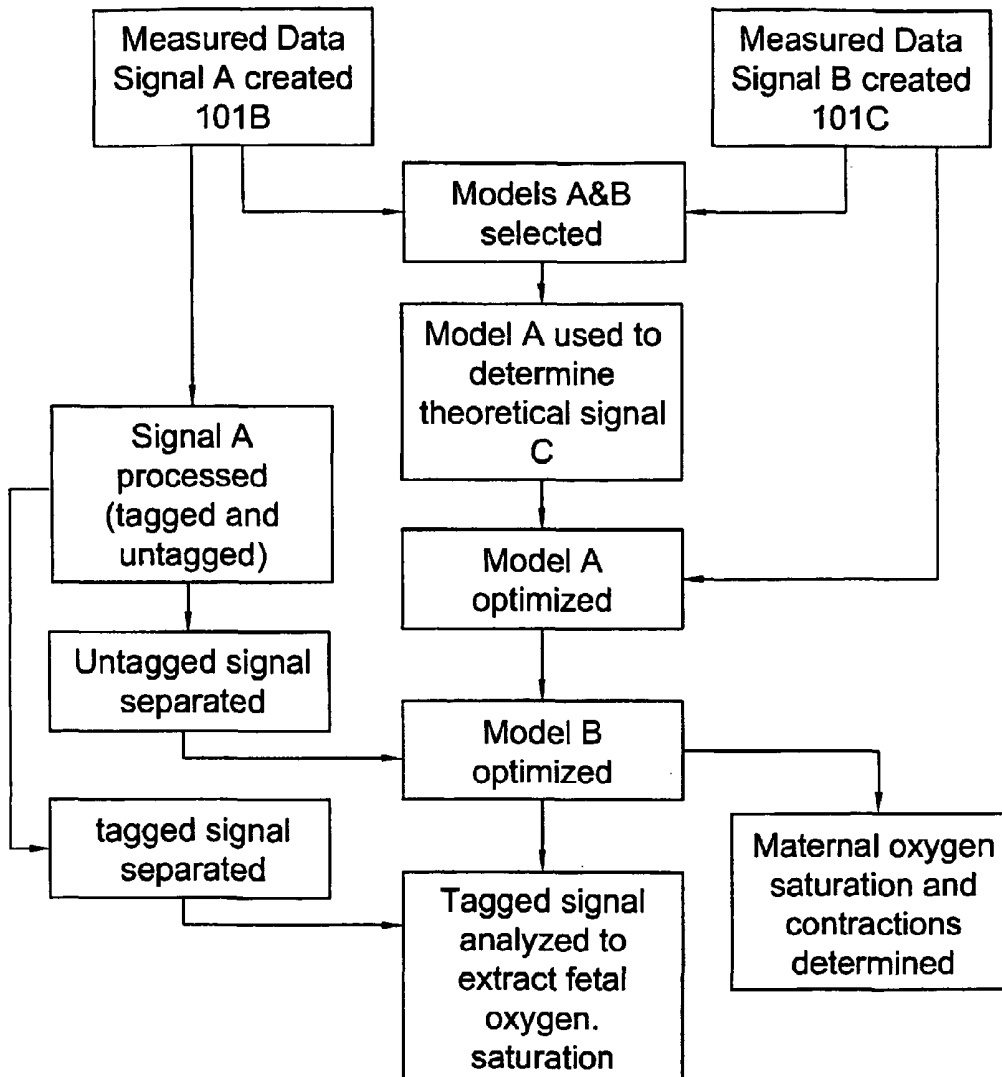 Measured Data
Signal A created
101B
Measured Data
Signal B created
101C
Models A&B
selected
Model A used to
determine
theoretical signal
C
Signal A
processed
(tagged and
untagged)
Model A
optimized
Untagged signal
separated
Model B
optimized
tagged signal
separated
Maternal oxygen
saturation and
contractions
determined
Tagged signal
analyzed to
extract fetal
oxygen.
saturation